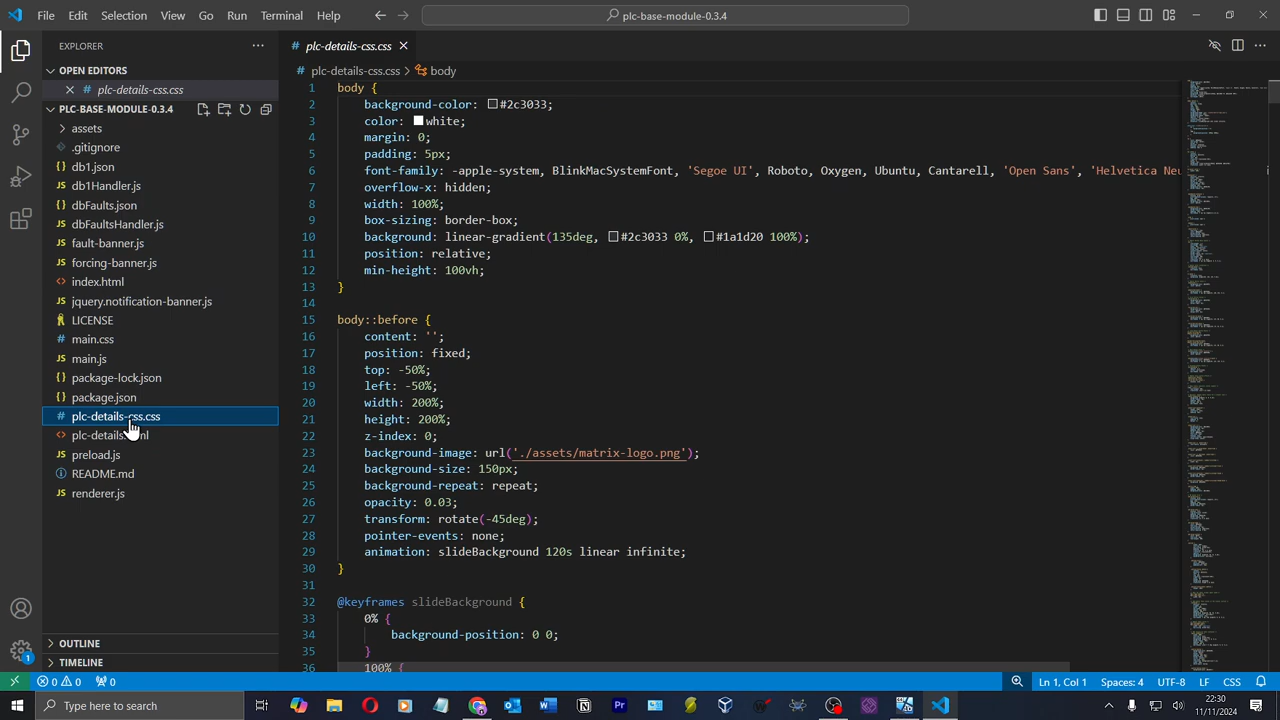 File Edit Selection View Go Run Terminal Help plc-base-module-0.3.4
EXPLORER
OPEN EDITORS
# plc-details-css.css
PLC-BASE-MODULE-0.3.4
assets
.gitignore
{} db1.json
JS db1Handler.js
{} dbFaults.json
JS dbFaultsHandler.js
JS fault-banner.js
JS forcing-banner.js
<> index.html
JS jquery.notification-banner.js
LICENSE
# main.css
JS main.js
{} package-lock.json
{} package.json
# plc-details-css.css
<>
JS preload.js
README.md
JS renderer.js
OUTLINE
TIMELINE
# plc-details-css.css
# plc-details-css.css > body
1 body {
2 background-color: #2c3033;
3 color: white;
4 margin: 0;
5 padding: 5px;
6 font-family: -apple-system, BlinkMacSystemFont, 'Segoe UI', Roboto, Oxygen, Ubuntu, Cantarell, 'Open Sans', 'Helvetica Neu
7 overflow-x: hidden;
8 width: 100%;
9 box-sizing: border-box;
10 background: linear-gradient(135deg, #2c3033 0%, #1a1d20 100%);
11 position: relative;
12 min-height: 100vh;
13 }
14
15 body::before {
16 content: '';
17 position: fixed;
18 top: -50%;
19 left: -50%;
20 width: 200%;
21 height: 200%;
22 z-index: 0;
23 background-image: url("./assets/matrix-logo.png");
24 background-size: 150px;
25 background-repeat: repeat;
26 opacity: 0.03;
27 transform: rotate(-45deg);
28 pointer-events: none;
29 animation: slideBackground 120s linear infinite;
30 }
31
32 @keyframes slideBackground {
33 0% {
34 background-position: 0 0;
35 }
36 100% {
1
0 0 0 Ln 1, Col 1 Spaces: 4 UTF-8 LF CSS
Type here to search
22:30
11/11/2024